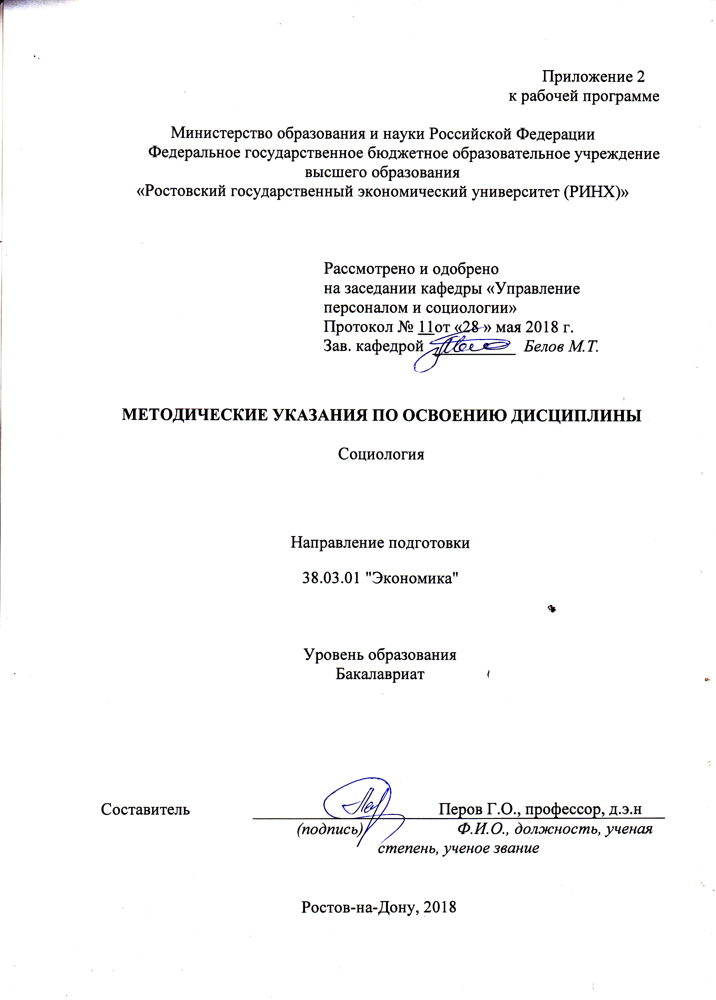 Приложение 2
к рабочей программе
Министерство образования и науки Российской Федерации
Федеральное государственное бюджетное образовательное учреждение
высшего образования
«Ростовский государственный экономический университет (РИНХ)»
Рассмотрено и одобрено
на заседании кафедры «Управление
персоналом и социологии»
Протокол № 11от «28 » мая 2018 г.
Зав. кафедрой Белов М.Т.
МЕТОДИЧЕСКИЕ УКАЗАНИЯ ПО ОСВОЕНИЮ ДИСЦИПЛИНЫ
Социология
Направление подготовки
38.03.01 "Экономика"
Уровень образования
Бакалавриат
Составитель Перов Г.О., профессор, д.э.н
(подпись) Ф.И.О., должность, ученая
степень, ученое звание
Ростов-на-Дону, 2018